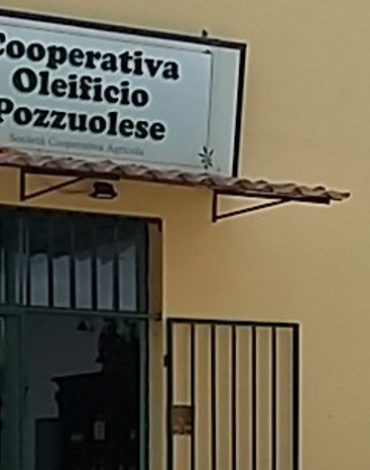 Cooperativa
Oleificio
Pozzuolese
Società Cooperativa Agricola